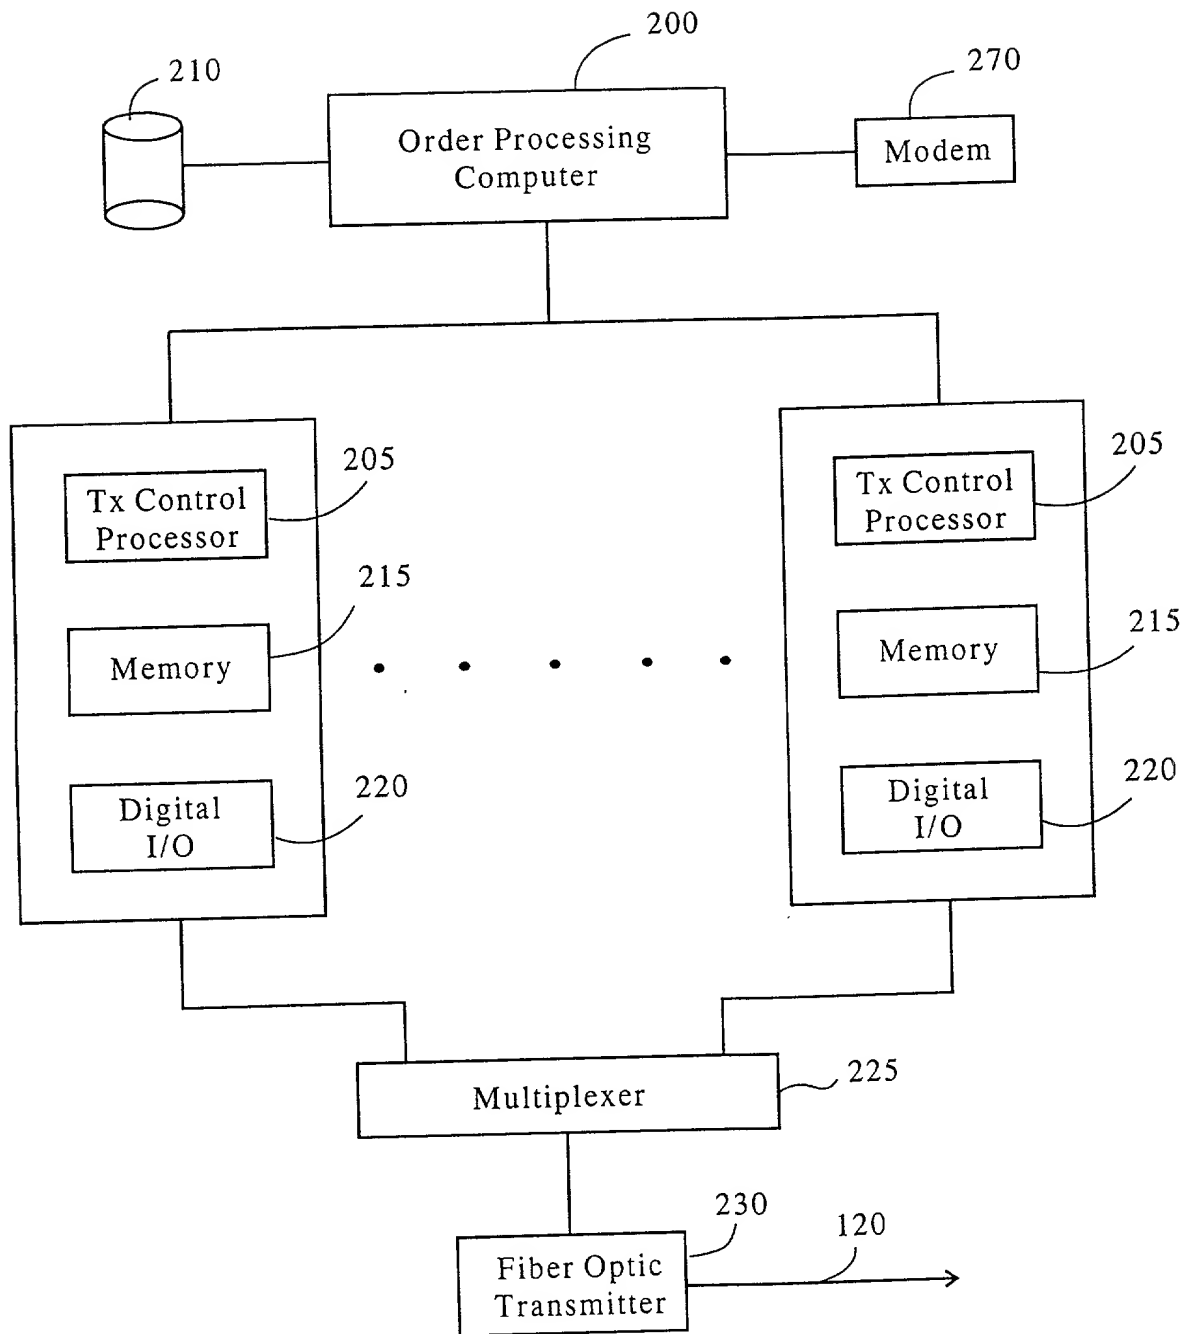 200
210
270
Order Processing
Computer
Modem
205
Tx Control
Processor
215
Memory
220
Digital
I/O
205
Tx Control
Processor
215
Memory
220
Digital
I/O
225
Multiplexer
230
120
Fiber Optic
Transmitter